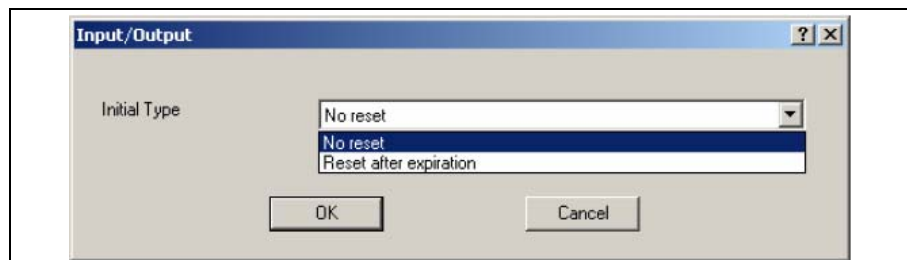 Input/Output
Initial Type
No reset
No reset
Reset after expiration
OK
Cancel